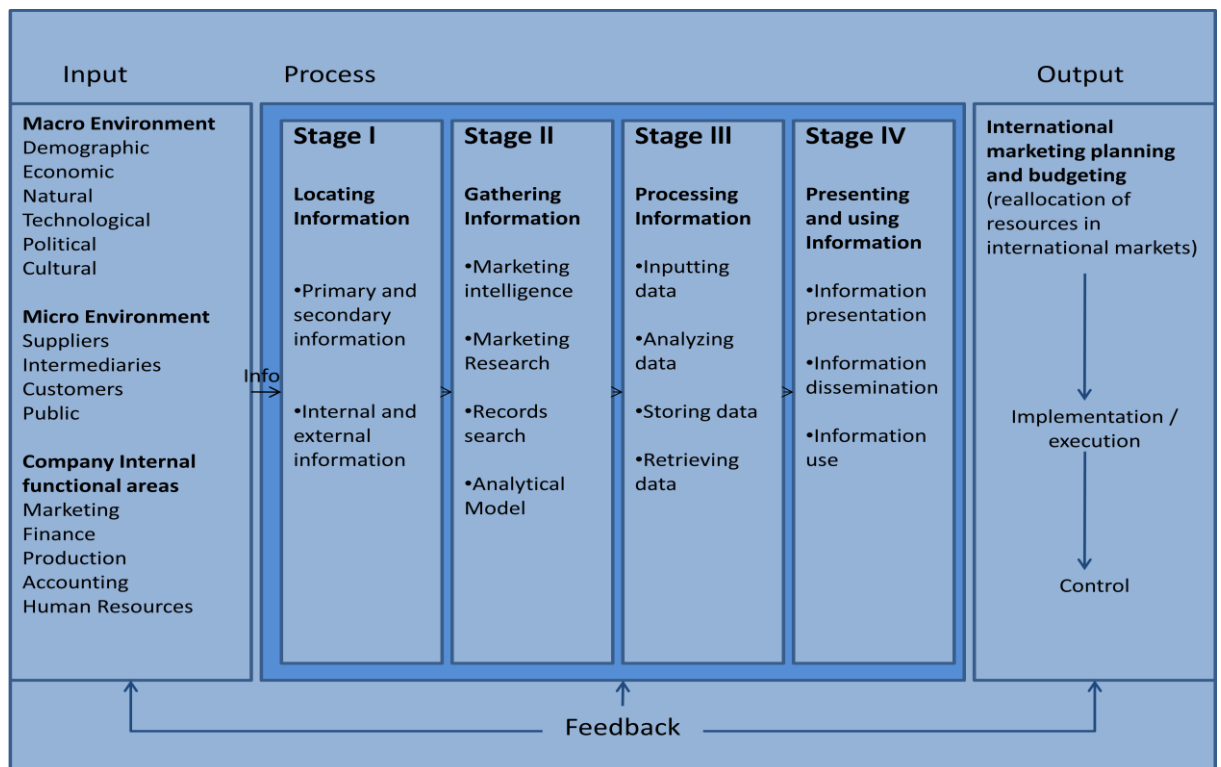 Input
Process
Output
Macro Environment
Demographic
Economic
Natural
Technological
Political
Cultural
Micro Environment
Suppliers
Intermediaries
Customers
Public
Company Internal
functional areas
Marketing
Finance
Production
Accounting
Human Resources
Info
Stage l
Locating
Information
•Primary and
secondary
information
•Internal and
external
information
Stage ll
Gathering
Information
•Marketing
intelligence
•Marketing
Research
•Records
search
•Analytical
Model
Stage lll
Processing
Information
•Inputting
data
•Analyzing
data
•Storing data
•Retrieving
data
Stage lV
Presenting
and using
Information
•Information
presentation
•Information
dissemination
•Information
use
International
marketing planning
and budgeting
(reallocation of
resources in
international markets)
Implementation /
execution
Control
Feedback